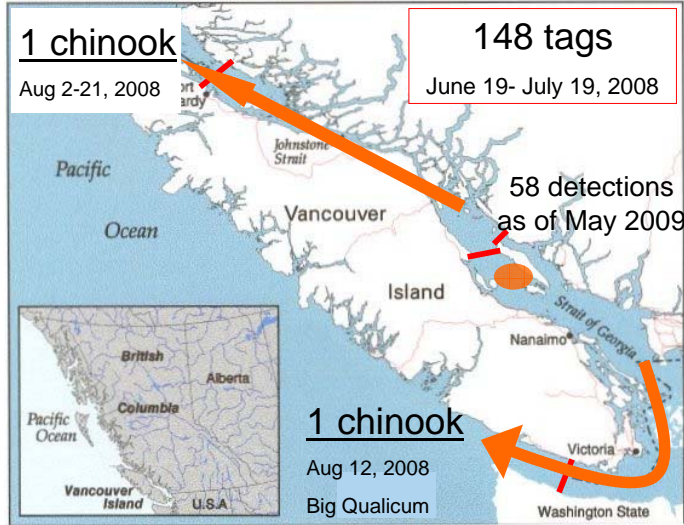 1 chinook
Aug 2-21, 2008
148 tags
June 19- July 19, 2008
ort
ardy
Johnstone
Strait
Pacific
Ocean
Vancouver
Island
58 detections
as of May 2009
Strait of Georgia
Nanaimo
Victoria
Washington State
1 chinook
Aug 12, 2008
Big Qualicum
British
Columbia
Alberta
Pacific
Ocean
Vancouver
Island
U.S.A